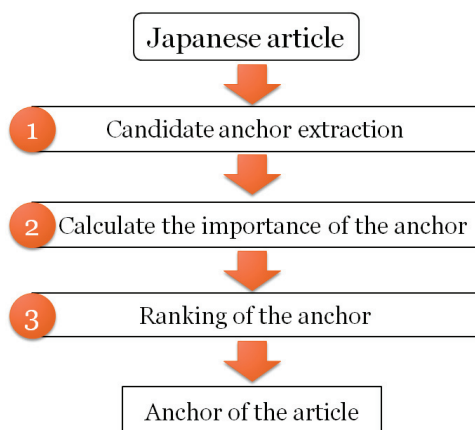 Japanese article
1 Candidate anchor extraction
2 Calculate the importance of the anchor
3 Ranking of the anchor
Anchor of the article